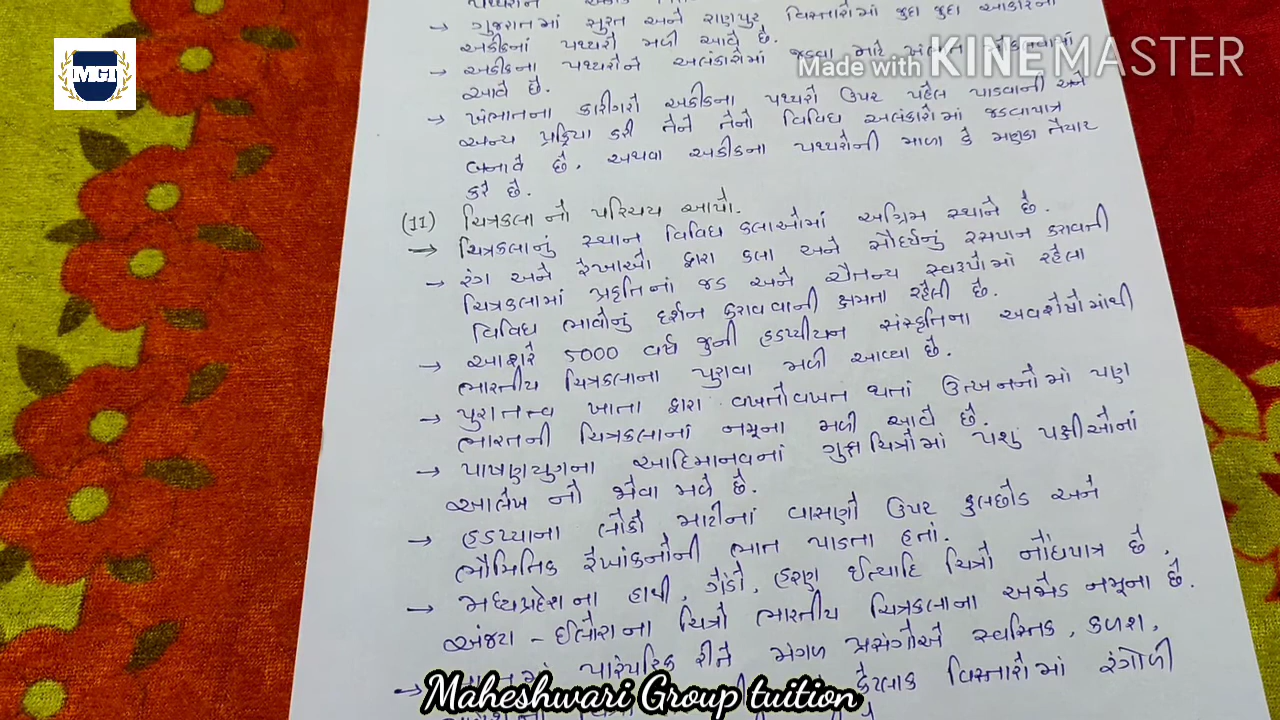 MGI
Made with KINEMASTER
→ ગુજરાતમાં સુરત અને રાણપુર વિસ્તારોમાં જુદા જુદા આકારના
અકીકનાં પથ્થરો મળી આવે છે.
→ અકીકના પથ્થરોને અલંકારોમાં જડવા માટે ખંભાત
આવે છે.
→ ખંભાતના કારીગરો અકીકના પથ્થરો ઉપર પહેલ પાડવાની અને
અન્ય પ્રક્રિયા કરી તેને તેનો વિવિધ અલંકારોમાં જડવાપાત્ર
બનાવે છે. અથવા અકીકના પથ્થરોની માળા કે મણકા તૈયાર
કરે છે.
(11) ચિત્રકલા નો પરિચય આપો.
→ ચિત્રકલાનું સ્થાન વિવિધ કલાઓમાં અગ્રિમ સ્થાને છે.
→ રંગ અને રેખાઓ દ્વારા કલા અને સૌંદર્યનું રસપાન કરાવની
ચિત્રકલામાં પ્રકૃતિનાં જડ અને ચૈતન્ય સ્વરૂપોમાં રહેલા
વિવિધ ભાવોનું દર્શન કરાવવાની ક્ષમતા રહેલી છે.
→ આશરે 5000 વર્ષ જુની હડપ્પીયન સંસ્કૃતિના અવશેષોમાંથી
ભારતીય ચિત્રકલાના પુરાવા મળી આવ્યા છે.
→ પુરાતત્ત્વ ખાતા દ્વારા વખતોવખત થતાં ઉત્ખનનોમાં પણ
ભારતની ચિત્રકલાનાં નમૂના મળી આવે છે.
→ પાષણયુગના આદિમાનવનાં ગુફાચિત્રોમાં પશુ પક્ષીઓનાં
આલેખ નો જોવા મળે છે.
→ હડપ્પાના લોકો માટીનાં વાસણો ઉપર ફુલછોડ અને
ભૌમિતિક રેખાંકનોની ભાત પાડતા હતાં.
→ મધ્યપ્રદેશના હાથી, ગેંડો, હરણ ઈત્યાદિ ચિત્રો નોંધપાત્ર છે.
અંજટા - ઈલોરાના ચિત્રો ભારતીય ચિત્રકલાના અજોડ નમૂના છે.
→ પારંપરિક રીતે મંગળ પ્રસંગોએ સ્વસ્તિક, કળશ,
કેટલાક વિસ્તારોમાં રંગોળી
Maheshwari Group tuition